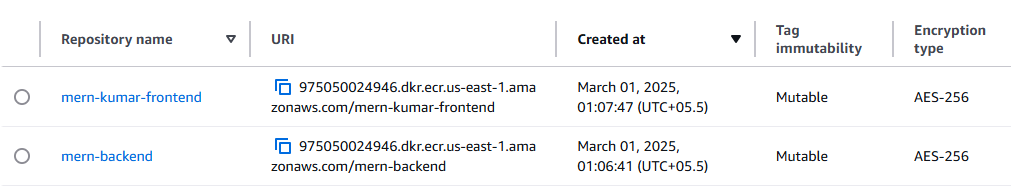 Repository name
URI
Created at
Tag
immutability
Encryption
type
mern-kumar-frontend
975050024946.dkr.ecr.us-east-1.ama
zonaws.com/mern-kumar-frontend
March 01, 2025,
01:07:47 (UTC+05.5)
Mutable
AES-256
mern-backend
975050024946.dkr.ecr.us-east-1.ama
zonaws.com/mern-backend
March 01, 2025,
01:06:41 (UTC+05.5)
Mutable
AES-256